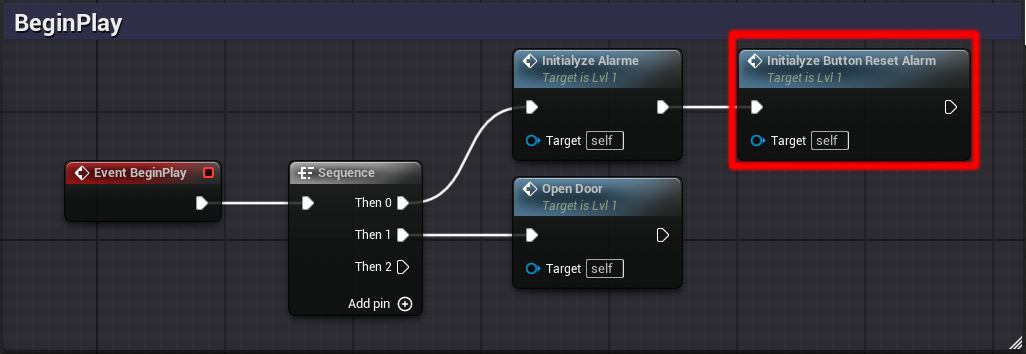 BeginPlay
Initialyze Alarme
Target is Lvl 1
Target self
Initialyze Button Reset Alarm
Target is Lvl 1
Target self
Event BeginPlay
Sequence
Then 0
Then 1
Then 2
Add pin
Open Door
Target is Lvl 1
Target self